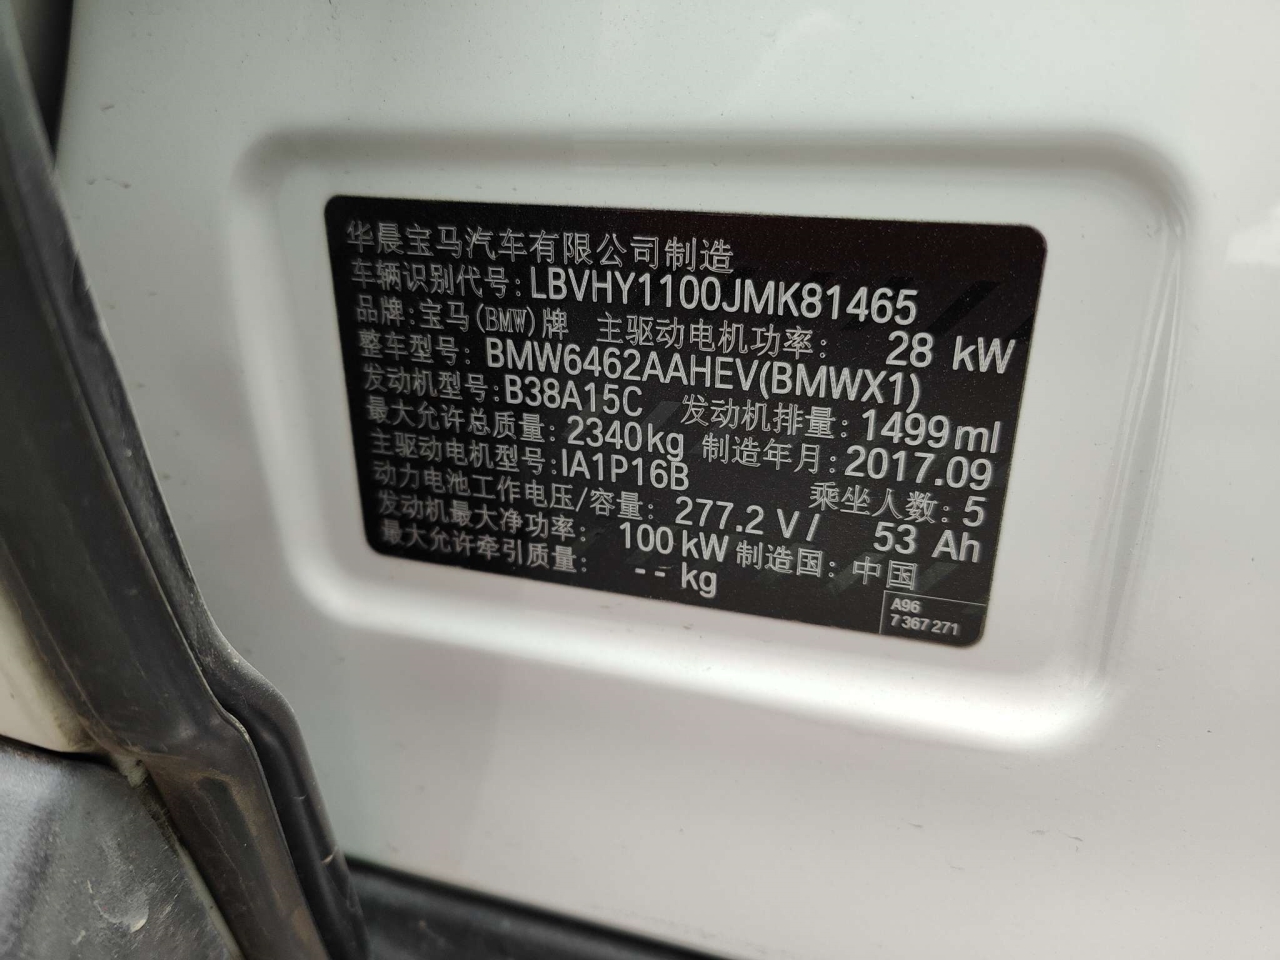 华晨宝马汽车有限公司制造
车辆识别代号: LBVHY1100JMK81465
品牌: 宝马(BMW)牌 主驱动电机功率: 28 kW
整车型号: BMW6462AAHEV(BMWX1)
发动机型号: B38A15C 发动机排量: 1499ml
最大允许总质量: 2340kg 制造年月: 2017.09
主驱动电机型号: IA1P16B 乘坐人数: 5
动力电池工作电压/容量: 277.2 V/ 53 Ah
发动机最大净功率: 100 kW 制造国: 中国
最大允许牵引质量: -- kg
A96
7 367 271